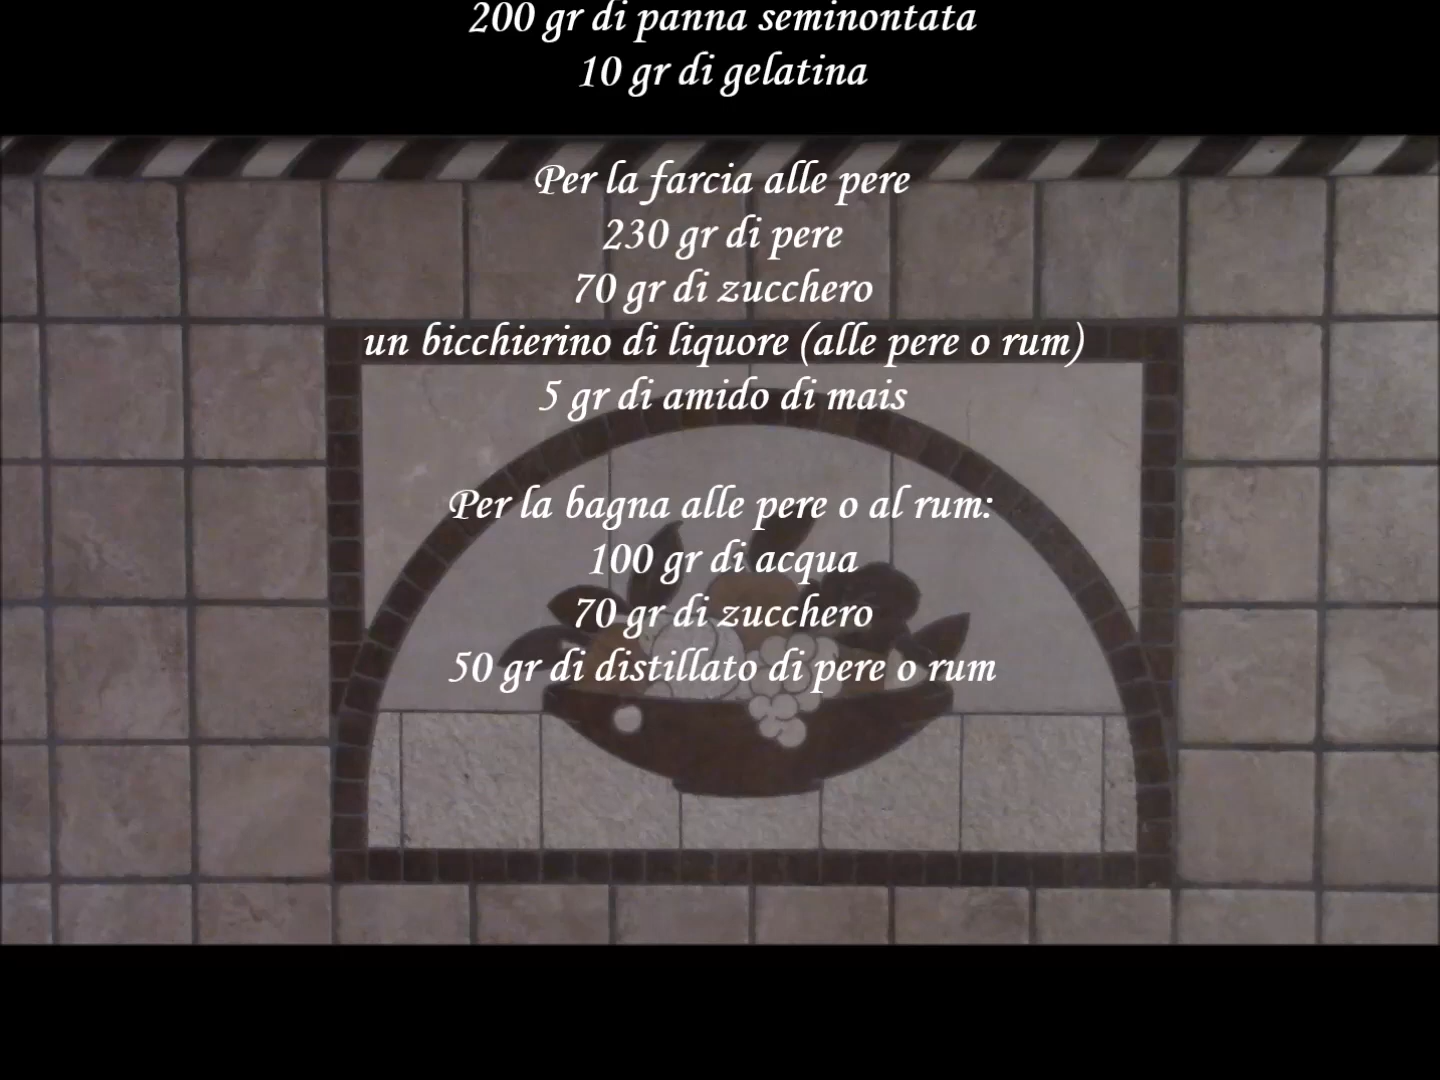 200 gr di panna seminontata
10 gr di gelatina
Per la farcia alle pere
230 gr di pere
70 gr di zucchero
un bicchierino di liquore (alle pere o rum)
5 gr di amido di mais
Per la bagna alle pere o al rum:
100 gr di acqua
70 gr di zucchero
50 gr di distillato di pere o rum